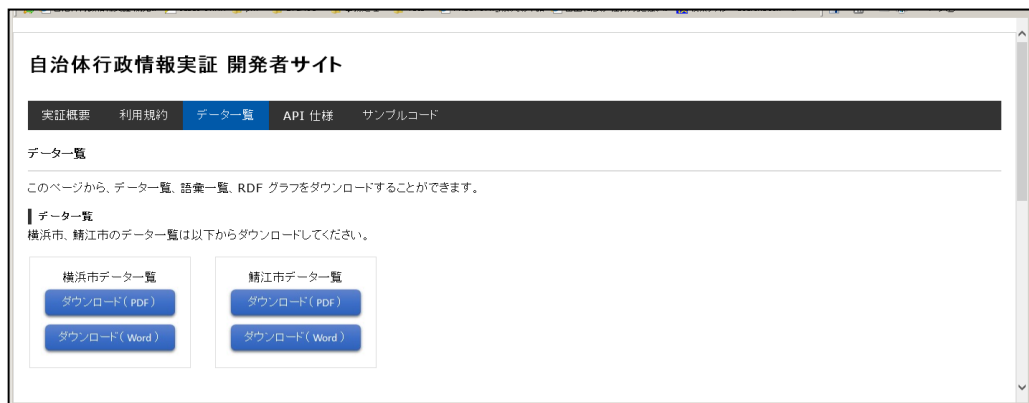 自治体行政情報実証 開発者サイト
実証概要 利用規約 データ一覧 API 仕様 サンプルコード
データ一覧
このページから、データ一覧、語彙一覧、RDF グラフをダウンロードすることができます。
データ一覧
横浜市、鯖江市のデータ一覧は以下からダウンロードしてください。
横浜市データ一覧 鯖江市データ一覧
ダウンロード( PDF ) ダウンロード( PDF )
ダウンロード( Word ) ダウンロード( Word )